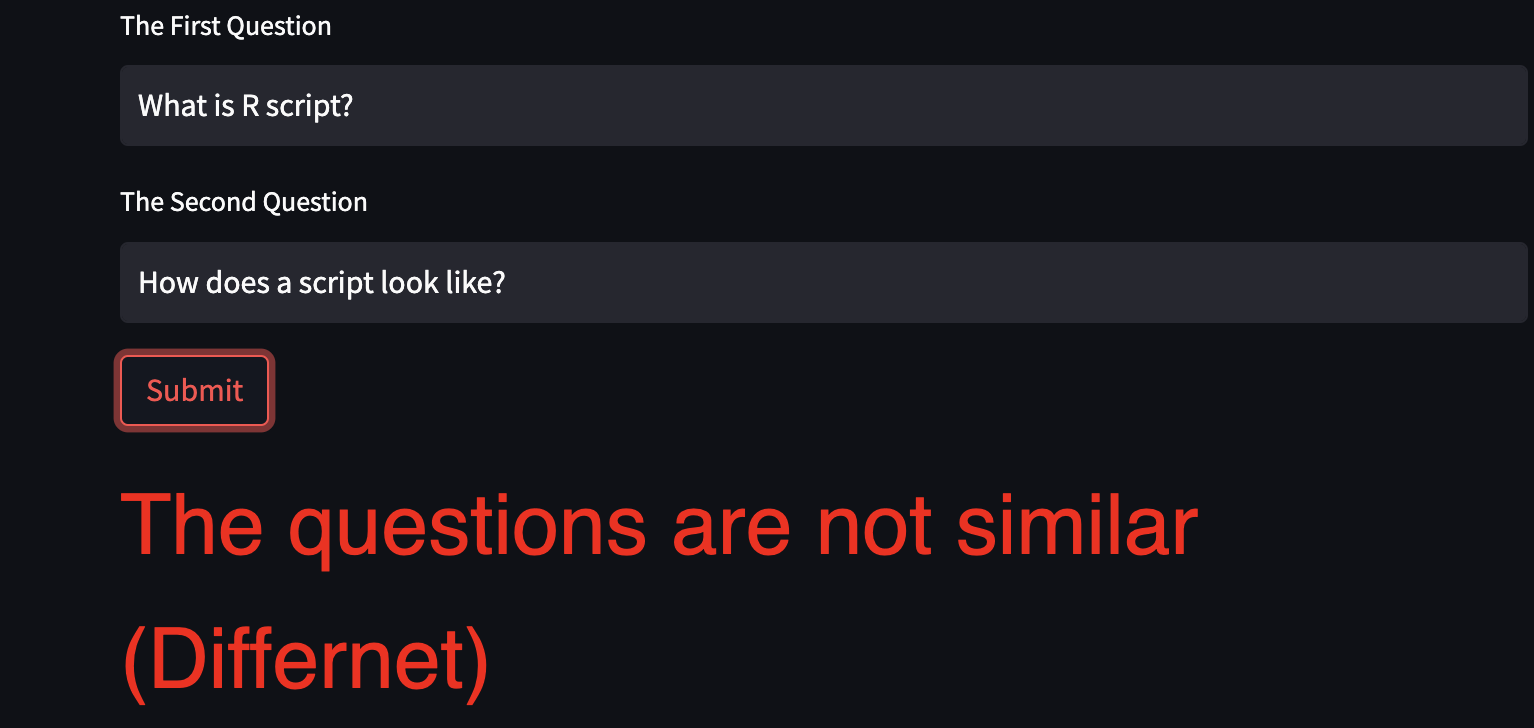 The First Question
What is R script?
The Second Question
How does a script look like?
Submit
The questions are not similar
(Differnet)